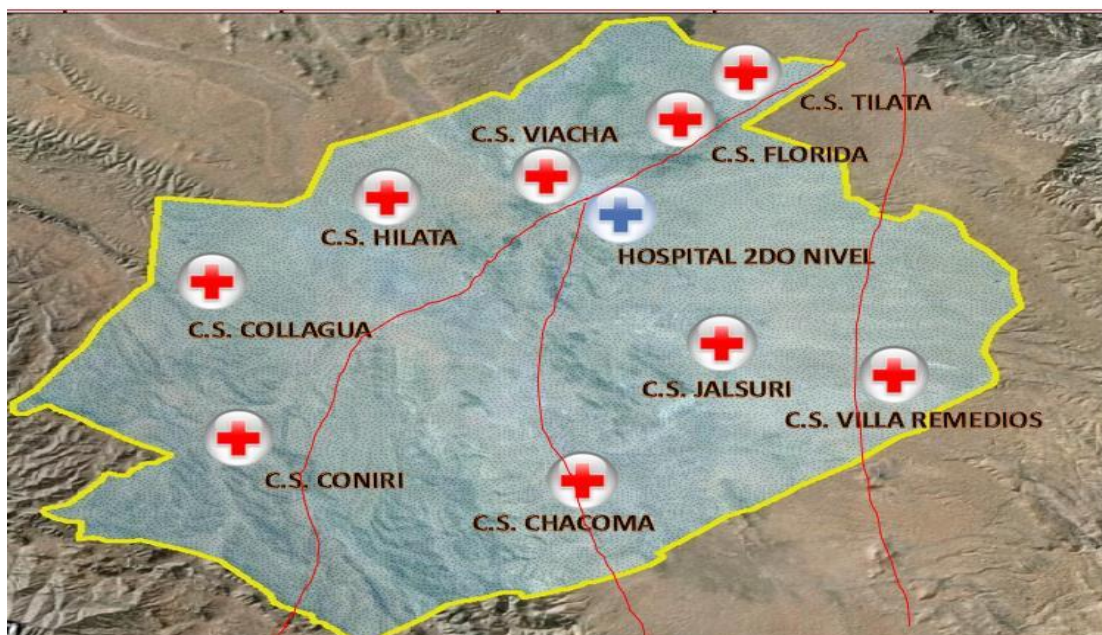 C.S. TILATA
C.S. VIACHA
C.S. FLORIDA
C.S. HILATA
HOSPITAL 2DO NIVEL
C.S. COLLAGUA
C.S. JALSURI
C.S. VILLA REMEDIOS
C.S. CONIRI
C.S. CHACOMA